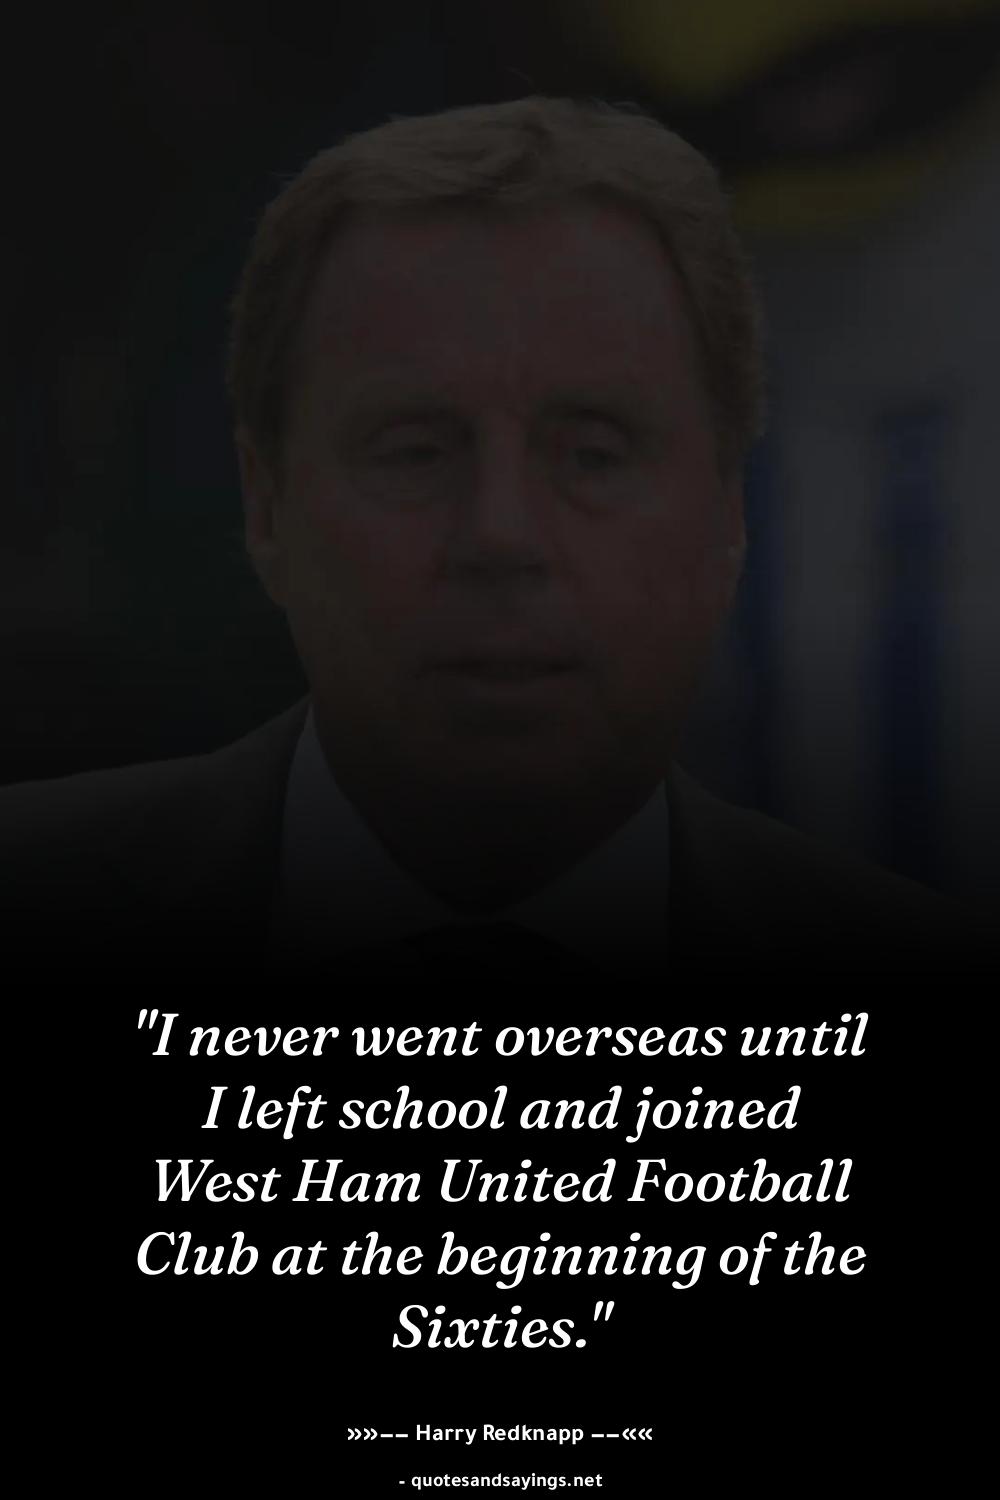 "I never went overseas until
I left school and joined
West Ham United Football
Club at the beginning of the
Sixties."
»»−− Harry Redknapp −−««
- quotesandsayings.net